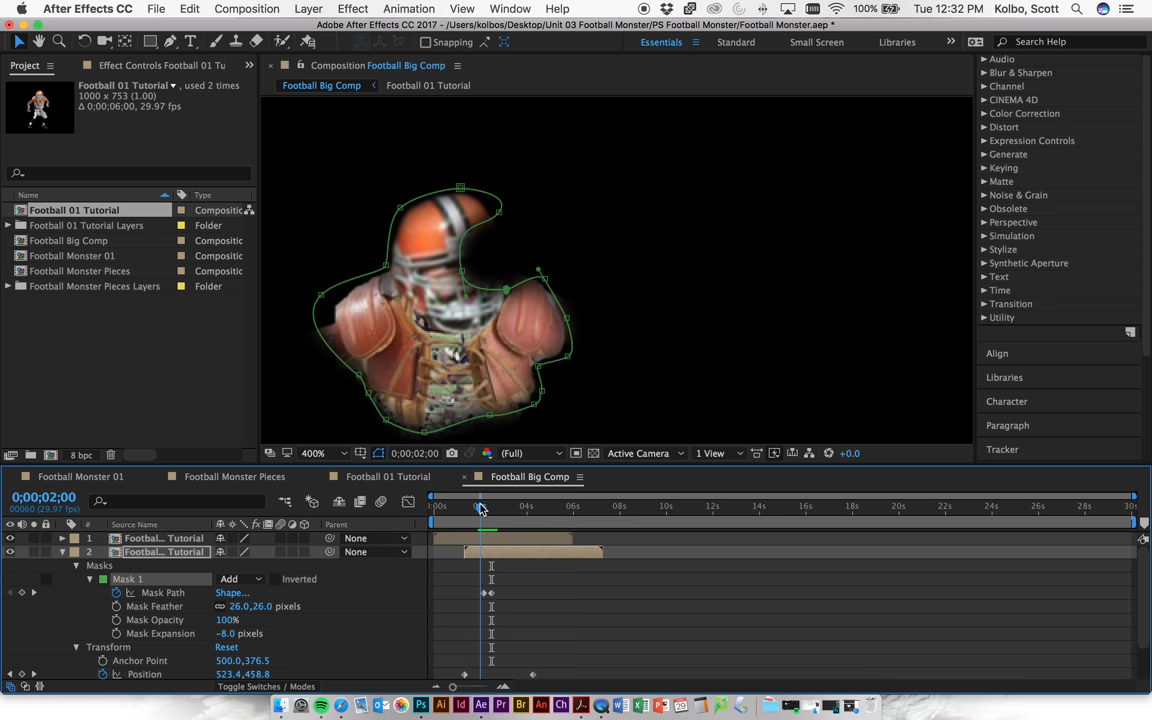 After Effects CC File Edit Composition Layer Effect Animation View Window Help 100% Tue 12:32 PM Kolbo, Scott
Adobe After Effects CC 2017 - /Users/kolbos/Desktop/Unit 03 Football Monster/PS Football Monster/Football Monster.aep *
Snapping Essentials Standard Small Screen Libraries Search Help
Project Effect Controls Football 01 Tu Composition Football Big Comp
Football 01 Tutorial , used 2 times
1000 x 753 (1.00)
Δ 0;00;06;00, 29.97 fps
Football Big Comp Football 01 Tutorial
Name Type
Football 01 Tutorial Compositic
Football 01 Tutorial Layers Folder
Football Big Comp Compositic
Football Monster 01 Compositic
Football Monster Pieces Compositic
Football Monster Pieces Layers Folder
8 bpc
400% 0;00;02;00 (Full) Active Camera 1 View +0.0
Audio
Blur & Sharpen
Channel
CINEMA 4D
Color Correction
Distort
Expression Controls
Generate
Keying
Matte
Noise & Grain
Obsolete
Perspective
Simulation
Stylize
Synthetic Aperture
Text
Time
Transition
Utility
Align
Libraries
Character
Paragraph
Tracker
Football Monster 01 Football Monster Pieces Football 01 Tutorial Football Big Comp
0;00;02;00
00060 (29.97 fps)
04s 06s 08s 10s 12s 14s 16s 18s 20s 22s 24s 26s 28s 30s
# Source Name Parent
1 Footbal... Tutorial None
2 Footbal... Tutorial None
Masks
Mask 1 Add Inverted
Mask Path Shape...
Mask Feather 26.0,26.0 pixels
Mask Opacity 100%
Mask Expansion -8.0 pixels
Transform Reset
Anchor Point 500.0,376.5
Position 523.4,458.8
Toggle Switches / Modes